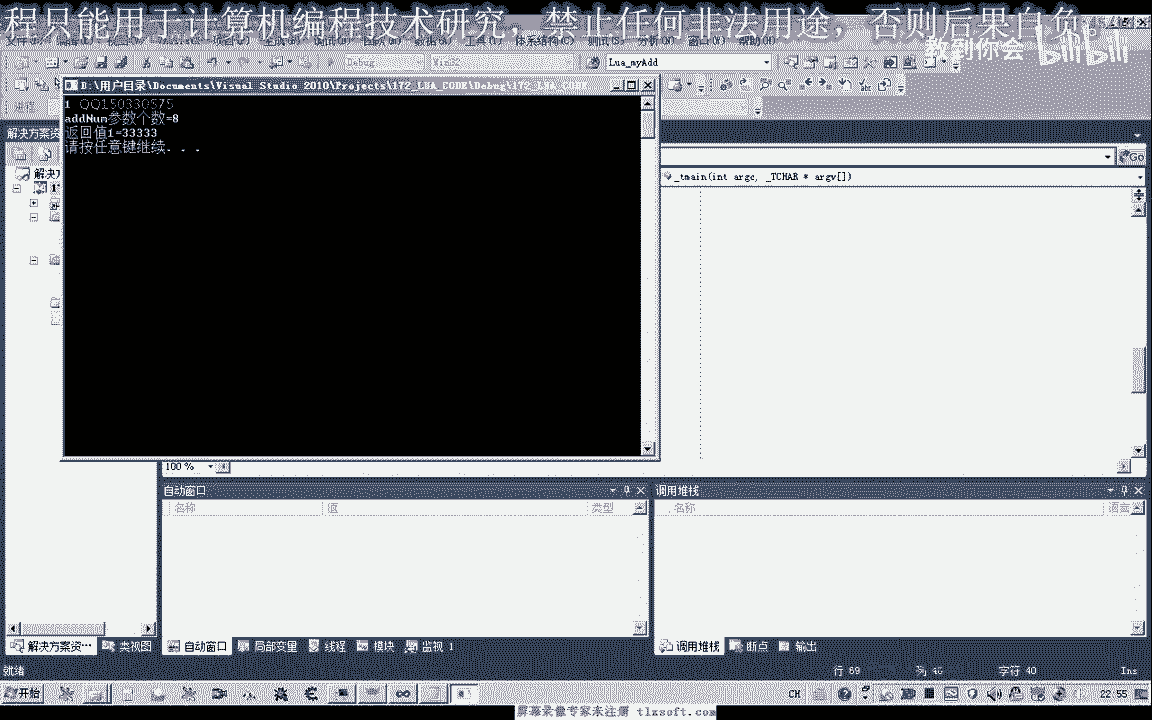 程只能用于计算机编程技术研究，禁止任何非法用途，否则后果自负。
教到你会 bilibili
Debug
Win32
Lua_myAdd
D:\用户目录\Documents\Visual Studio 2010\Projects\172_LUA_CODE\Debug\172_LUA_CODE
1 QQ150330575
addNum参数个数=8
返回值1=33333
请按任意键继续. . .
进程
解决方案资
Go
_tmain(int argc, _TCHAR * argv[])
解决方
100 %
自动窗口
调用堆栈
名称
值
类型
名称
语言
解决方案资…
类视图
自动窗口
局部变量
线程
模块
监视 1
调用堆栈
断点
输出
就绪
行 69
列 46
字符 40
Ins
开始
CH
22:55
屏幕录像专家未注册 tlxsoft.com